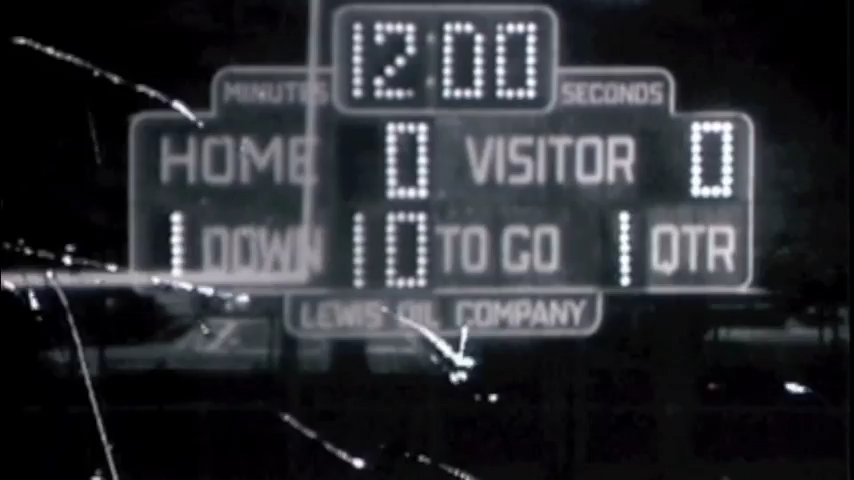 12:00
MINUTES SECONDS
HOME 0 VISITOR 0
1 DOWN 10 TO GO 1 QTR
LEWIS OIL COMPANY